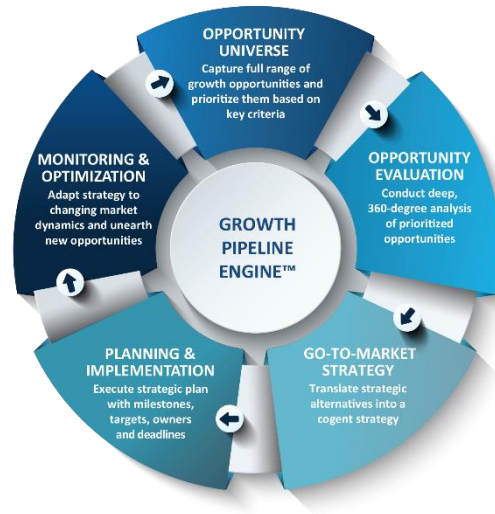 OPPORTUNITY
UNIVERSE
Capture full range of
growth opportunities and
prioritize them based on
key criteria
OPPORTUNITY
EVALUATION
Conduct deep,
360-degree analysis
of prioritized
opportunities
GO-TO-MARKET
STRATEGY
Translate strategic
alternatives into a
cogent strategy
PLANNING &
IMPLEMENTATION
Execute strategic plan
with milestones,
targets, owners
and deadlines
MONITORING &
OPTIMIZATION
Adapt strategy to
changing market
dynamics and unearth
new opportunities
GROWTH
PIPELINE
ENGINE™